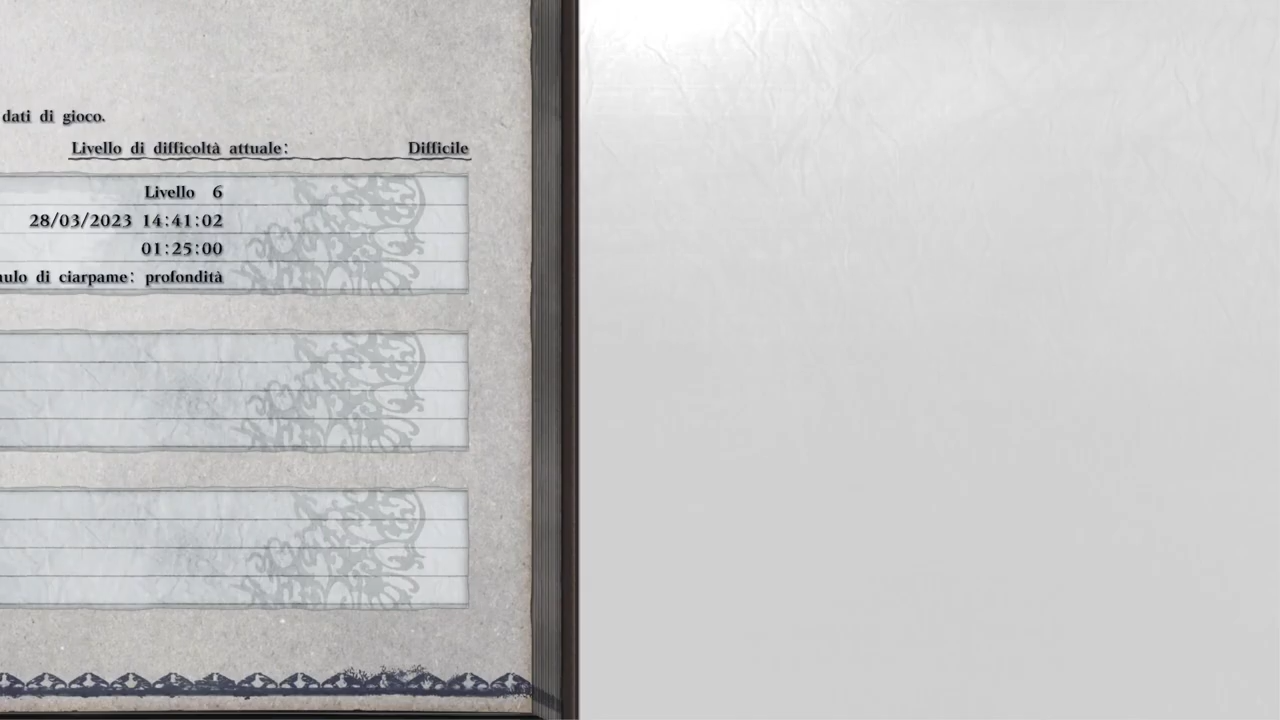 dati di gioco.
Livello di difficoltà attuale: Difficile
Livello 6
28/03/2023 14:41:02
01:25:00
di ciarpame: profondità